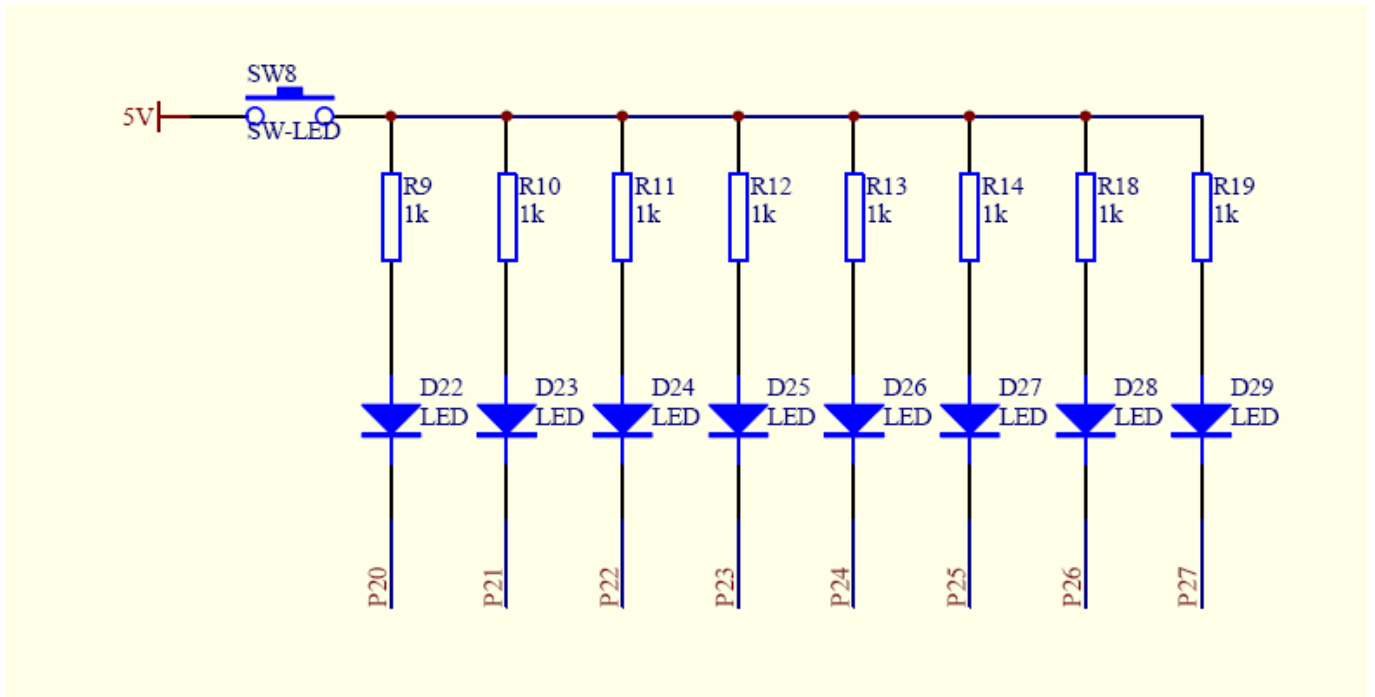 SW8
5V
SW-LED
R9 R10 R11 R12 R13 R14 R18 R19
1k 1k 1k 1k 1k 1k 1k 1k
D22 D23 D24 D25 D26 D27 D28 D29
LED LED LED LED LED LED LED LED
P20 P21 P22 P23 P24 P25 P26 P27